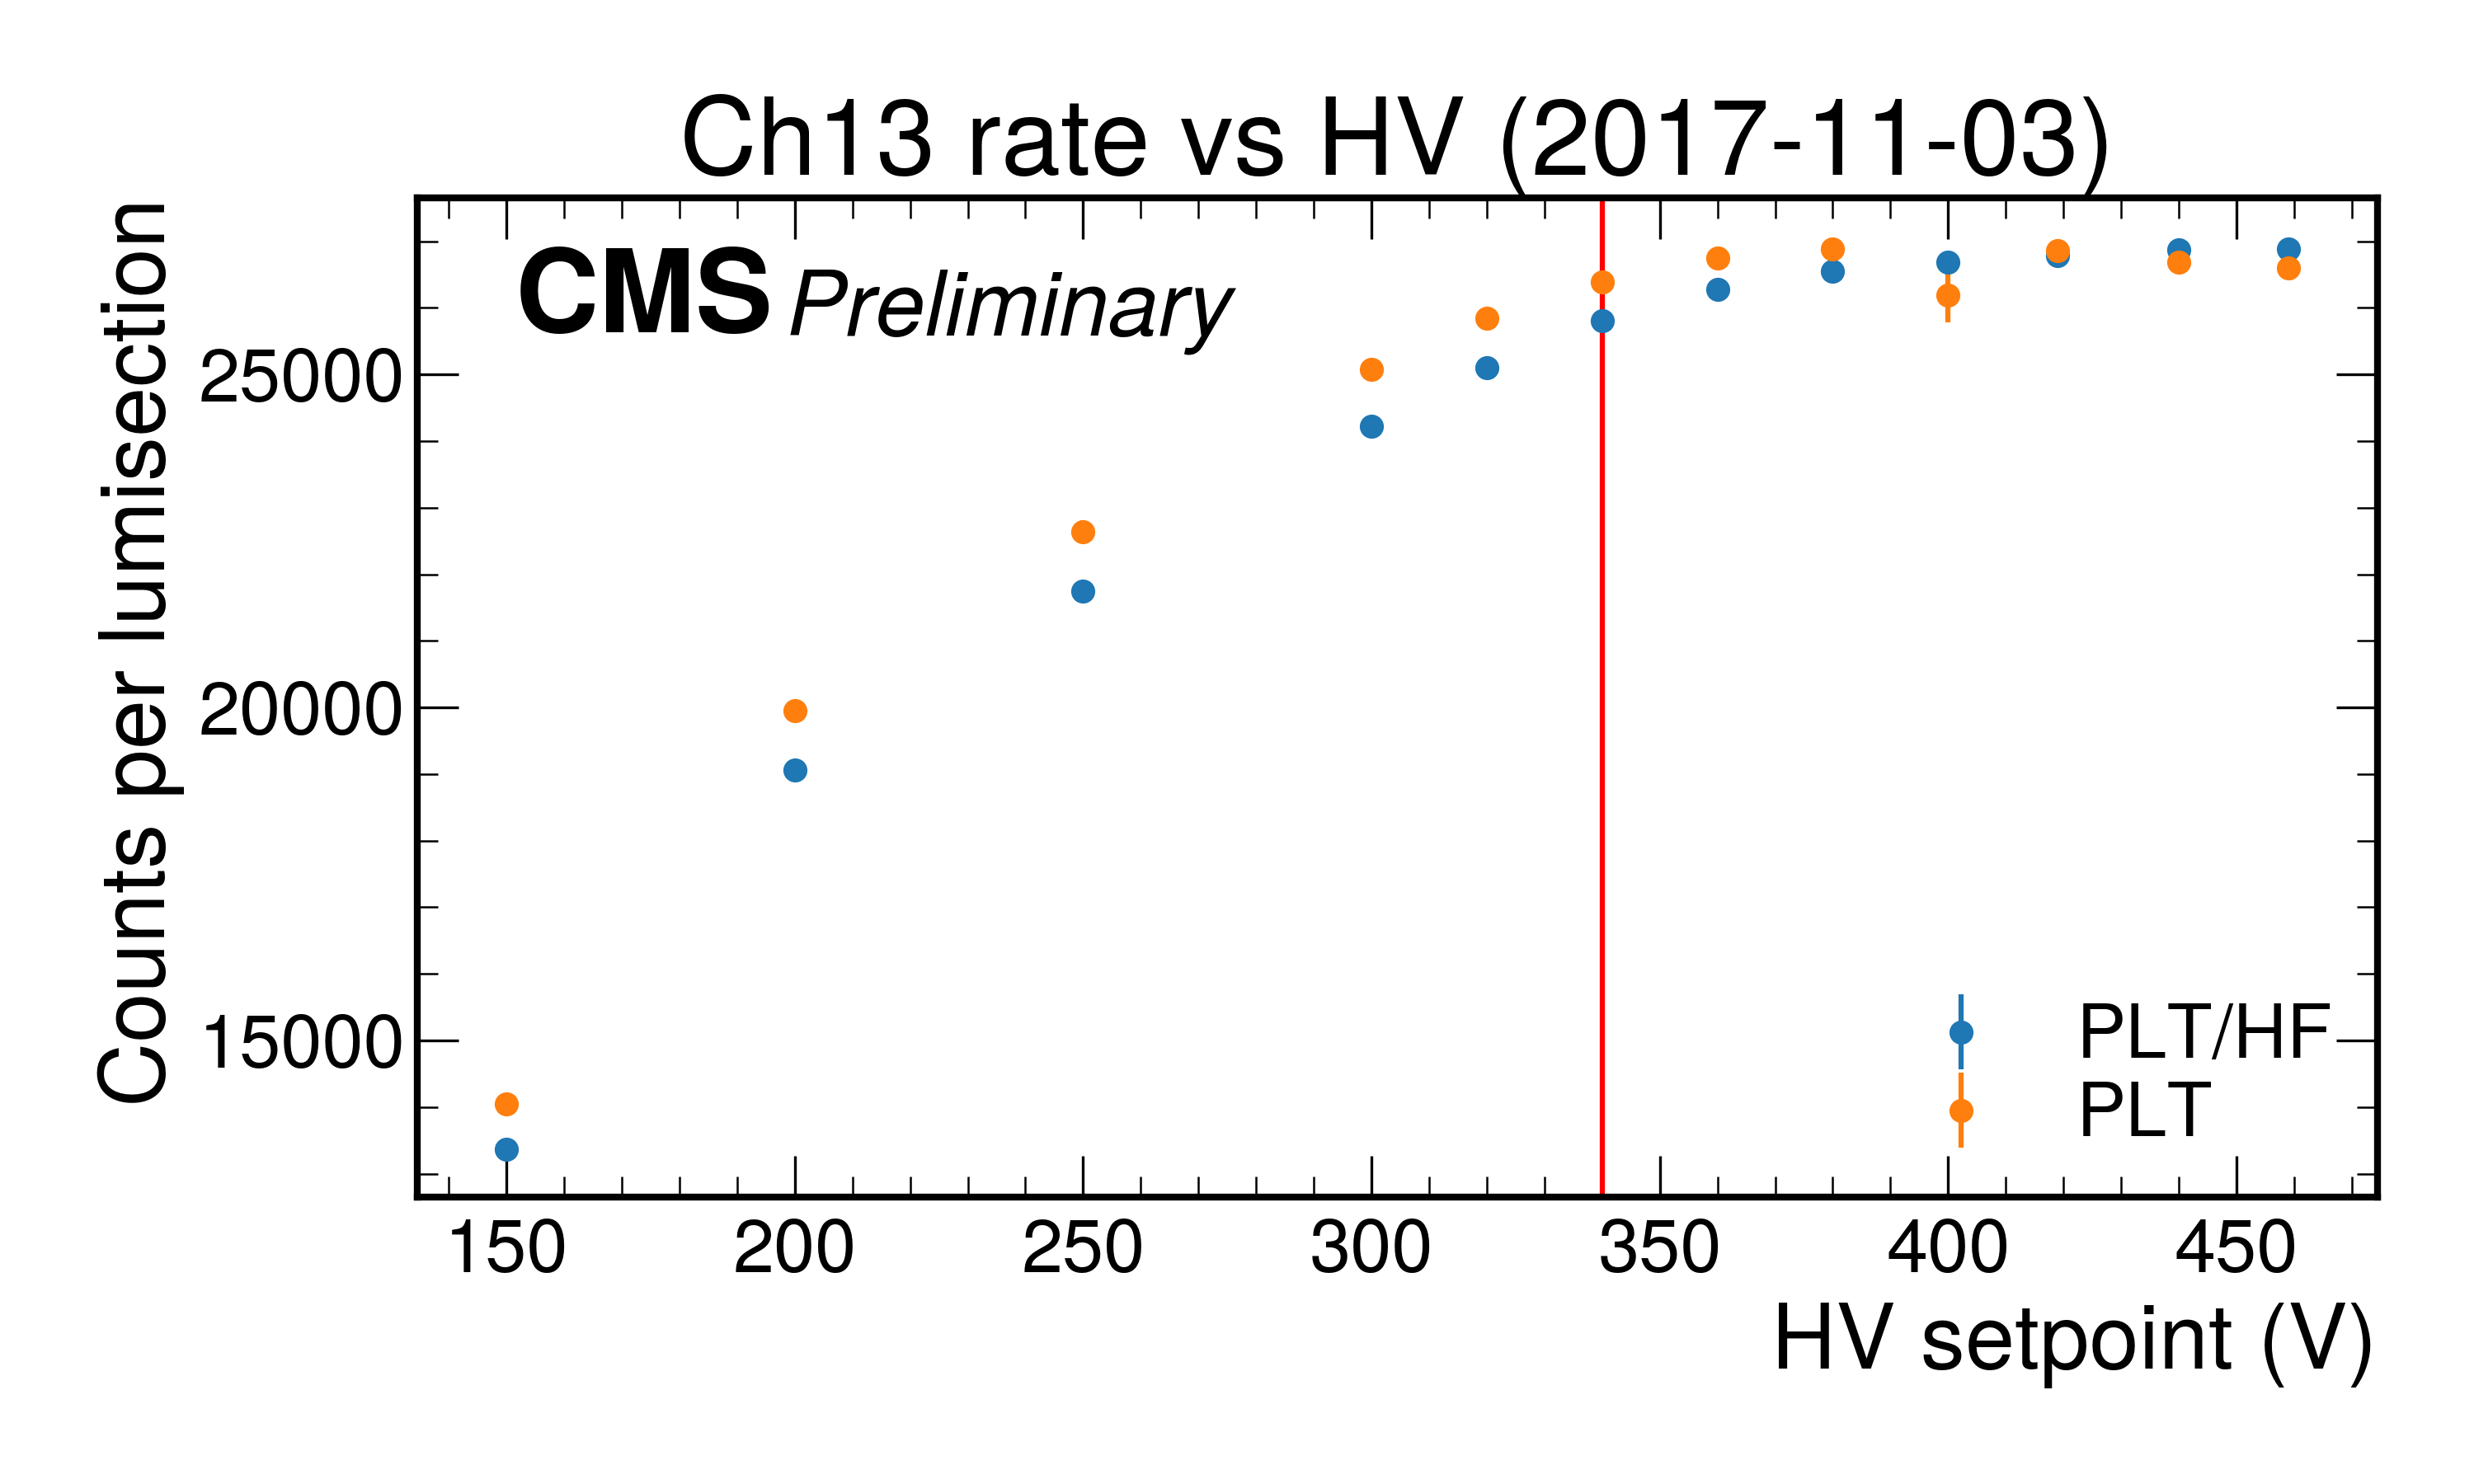 Ch13 rate vs HV (2017-11-03)
CMS Preliminary
Counts per lumisection
25000
20000
15000
PLT/HF
PLT
150 200 250 300 350 400 450
HV setpoint (V)